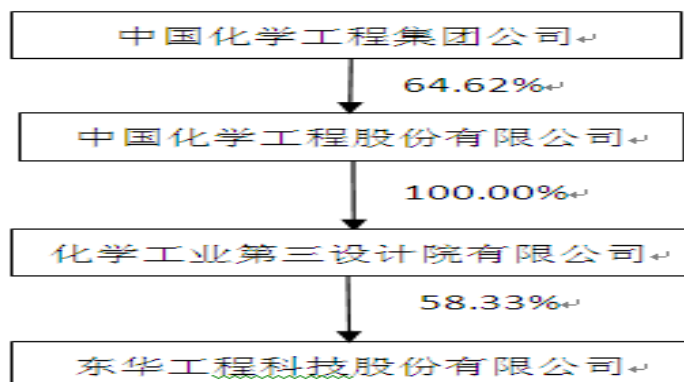 中国化学工程集团公司
64.62%
中国化学工程股份有限公司
100.00%
化学工业第三设计院有限公司
58.33%
东华工程科技股份有限公司